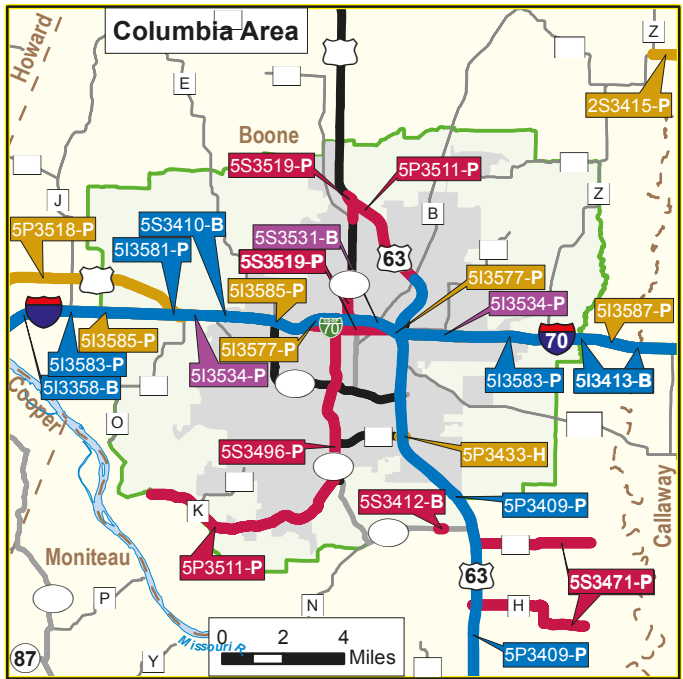 Columbia Area
Howard
Z
E
2S3415-P
Boone
5S3519-P
5P3511-P
J
Z
B
5P3518-P
5S3410-B
5S3531-B
5I3581-P
5S3519-P
63
5I3577-P
5I3585-P
5I3534-P
5I3587-P
5I3585-P
70
70
5I3577-P
5I3583-P
5I3534-P
5I3583-P
5I3413-B
5I3358-B
Cooper
O
5S3496-P
5P3433-H
5S3412-B
5P3409-P
K
Callaway
Moniteau
5P3511-P
63
5S3471-P
P
N
H
Missouri R.
0 2 4
Miles
5P3409-P
87
Y